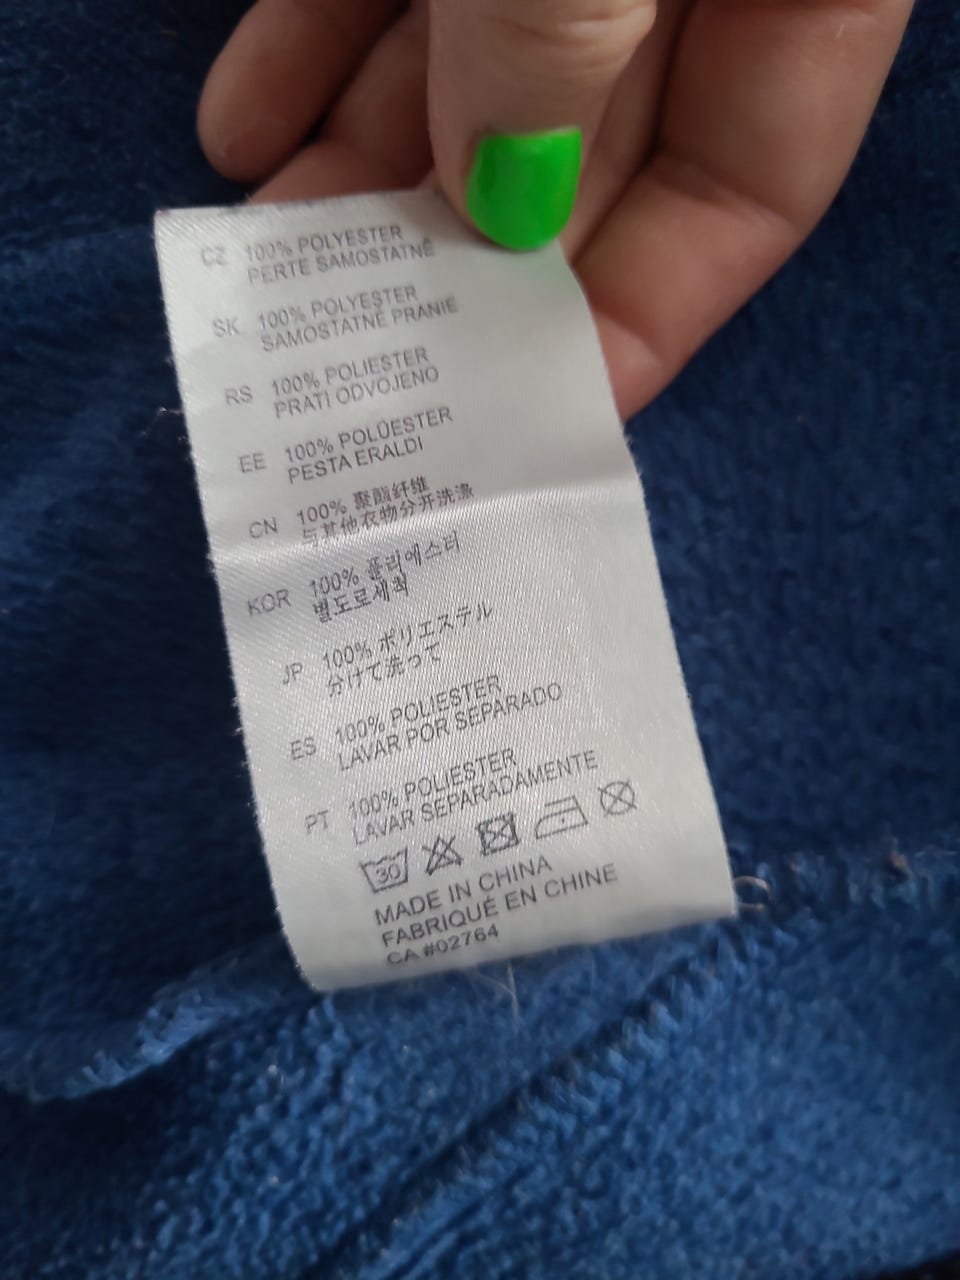 CZ 100% POLYESTER
PERTE SAMOSTATNĚ
SK 100% POLYESTER
SAMOSTATNÉ PRANIE
RS 100% POLIESTER
PRATI ODVOJENO
EE 100% POLÜESTER
PESTA ERALDI
CN 100% 聚酯纤维
与其他衣物分开洗涤
KOR 100% 폴리에스터
별도로세척
JP 100% ポリエステル
分けて洗って
ES 100% POLIESTER
LAVAR POR SEPARADO
PT 100% POLIESTER
LAVAR SEPARADAMENTE
30
MADE IN CHINA
FABRIQUÉ EN CHINE
CA #02764